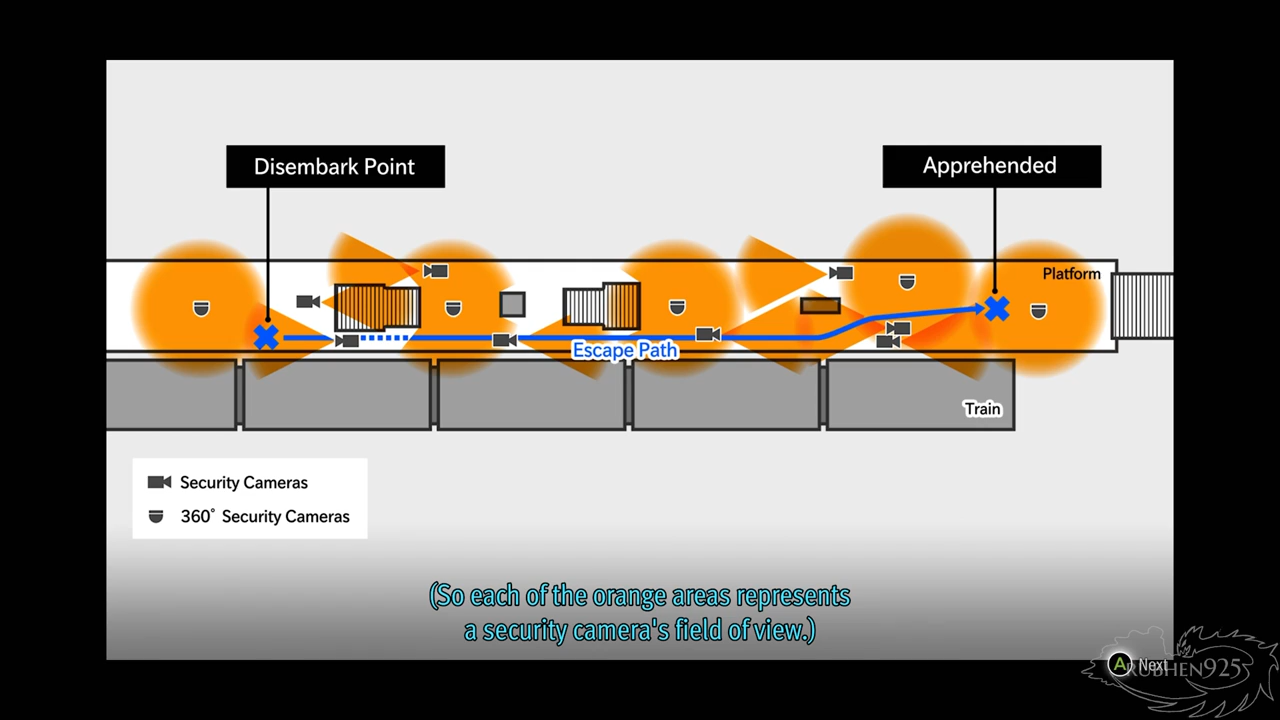 Disembark Point
Apprehended
Platform
Escape Path
Train
Security Cameras
360° Security Cameras
(So each of the orange areas represents
a security camera's field of view.)
A Next
ARUBHEN925